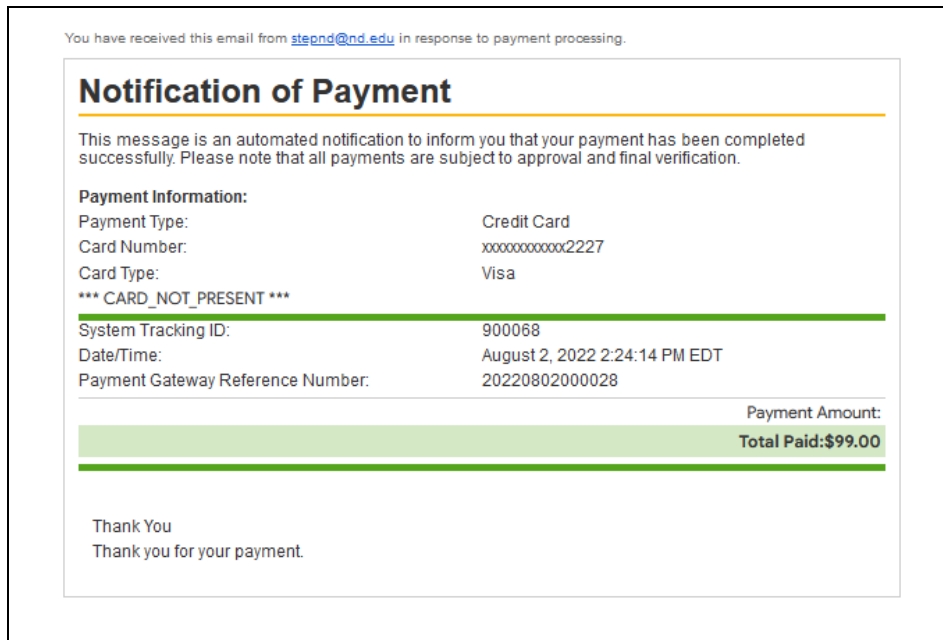 You have received this email from stepnd@nd.edu in response to payment processing.
Notification of Payment
This message is an automated notification to inform you that your payment has been completed
successfully. Please note that all payments are subject to approval and final verification.
Payment Information:
Payment Type: Credit Card
Card Number: xxxxxxxxxxxx2227
Card Type: Visa
*** CARD_NOT_PRESENT ***
System Tracking ID: 900068
Date/Time: August 2, 2022 2:24:14 PM EDT
Payment Gateway Reference Number: 20220802000028
Payment Amount:
Total Paid:$99.00
Thank You
Thank you for your payment.